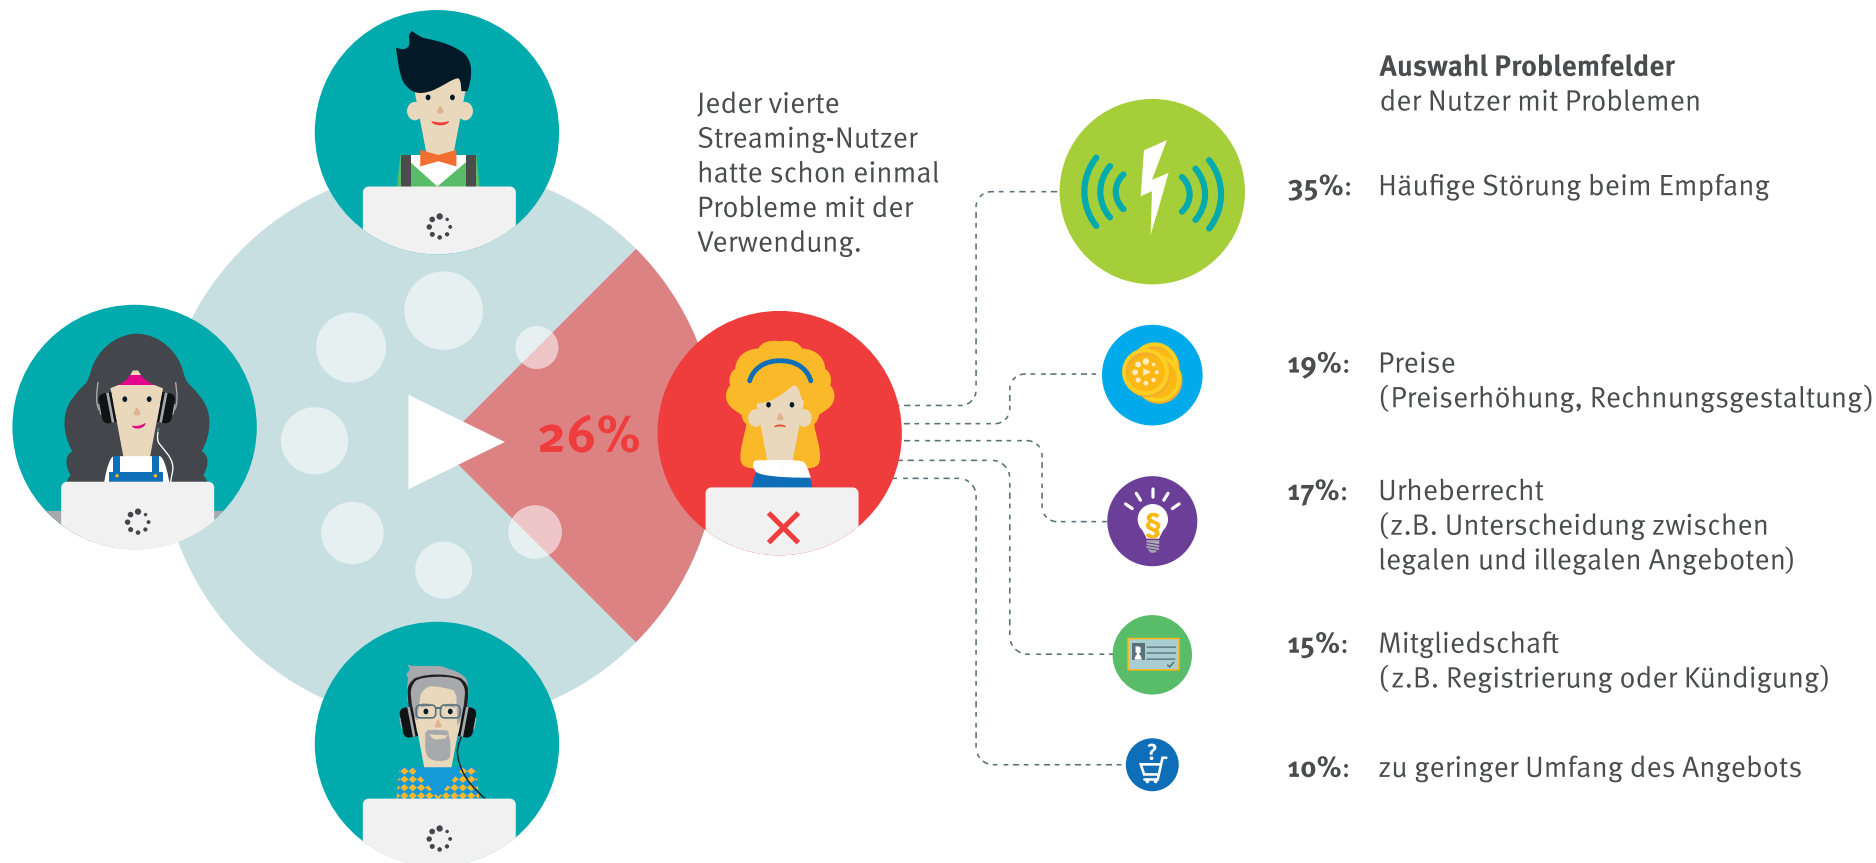 Jeder vierte
Streaming-Nutzer
hatte schon einmal
Probleme mit der
Verwendung.
26%
Auswahl Problemfelder
der Nutzer mit Problemen
35%: Häufige Störung beim Empfang
19%: Preise
(Preiserhöhung, Rechnungsgestaltung)
§
17%: Urheberrecht
(z.B. Unterscheidung zwischen
legalen und illegalen Angeboten)
15%: Mitgliedschaft
(z.B. Registrierung oder Kündigung)
?
10%: zu geringer Umfang des Angebots